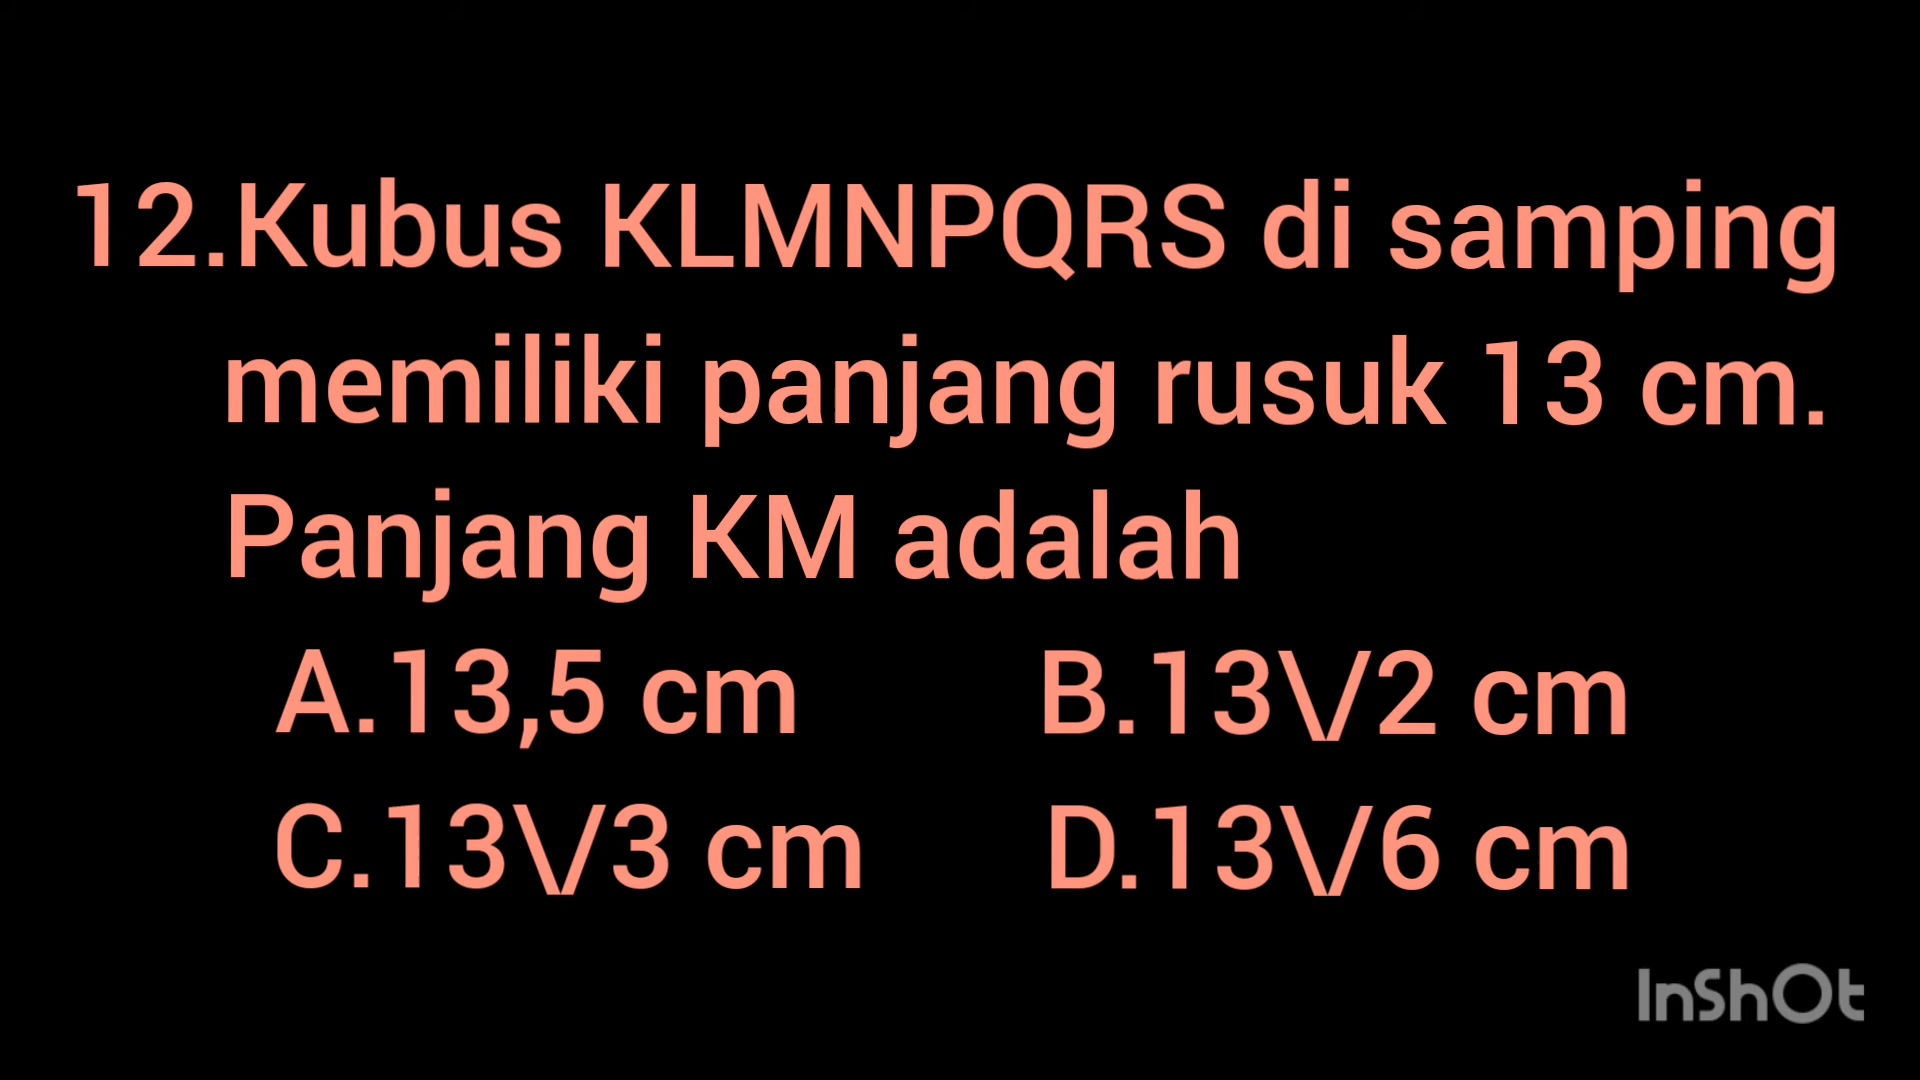 12.Kubus KLMNPQRS di samping
memiliki panjang rusuk 13 cm.
Panjang KM adalah
A.13,5 cm B.13\/2 cm
C.13\/3 cm D.13\/6 cm
InShOt